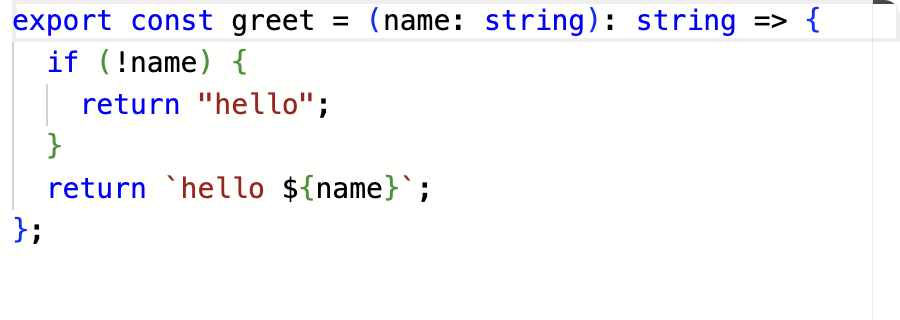 export const greet = (name: string): string => {
  if (!name) {
    return "hello";
  }
  return `hello ${name}`;
};